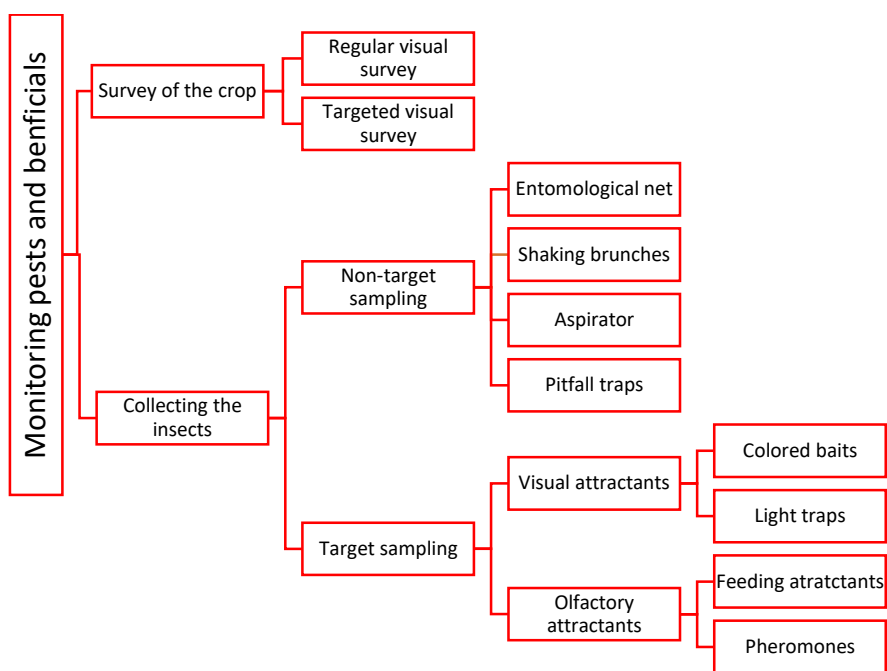 Monitoring pests and benficials
Survey of the crop
Regular visual
survey
Targeted visual
survey
Collecting the
insects
Non-target
sampling
Entomological net
Shaking brunches
Aspirator
Pitfall traps
Target sampling
Visual attractants
Colored baits
Light traps
Olfactory
attractants
Feeding atratctants
Pheromones